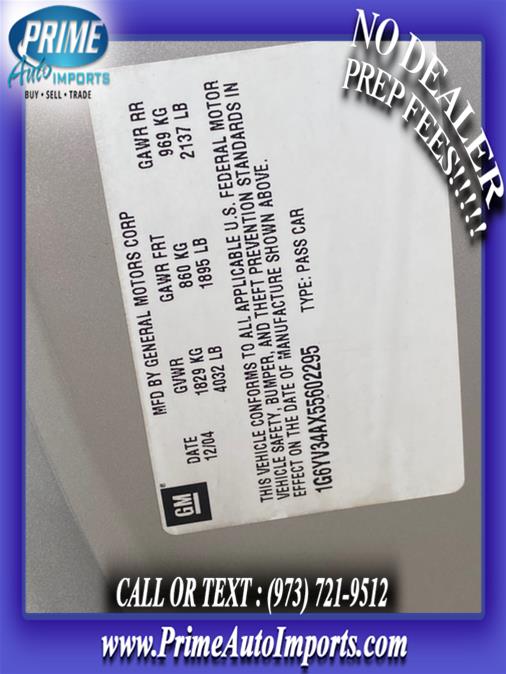 PRIME
Auto IMPORTS
BUY • SELL • TRADE
NO DEALER
PREP FEES!!!!!
GM
®
MFD BY GENERAL MOTORS CORP
DATE GVWR GAWR FRT GAWR RR
12/04 1829 KG 860 KG 969 KG
4032 LB 1895 LB 2137 LB
THIS VEHICLE CONFORMS TO ALL APPLICABLE U.S. FEDERAL MOTOR
VEHICLE SAFETY, BUMPER, AND THEFT PREVENTION STANDARDS IN
EFFECT ON THE DATE OF MANUFACTURE SHOWN ABOVE.
1G6YV34AX55602295 TYPE: PASS CAR
CALL OR TEXT : (973) 721-9512
www.PrimeAutoImports.com